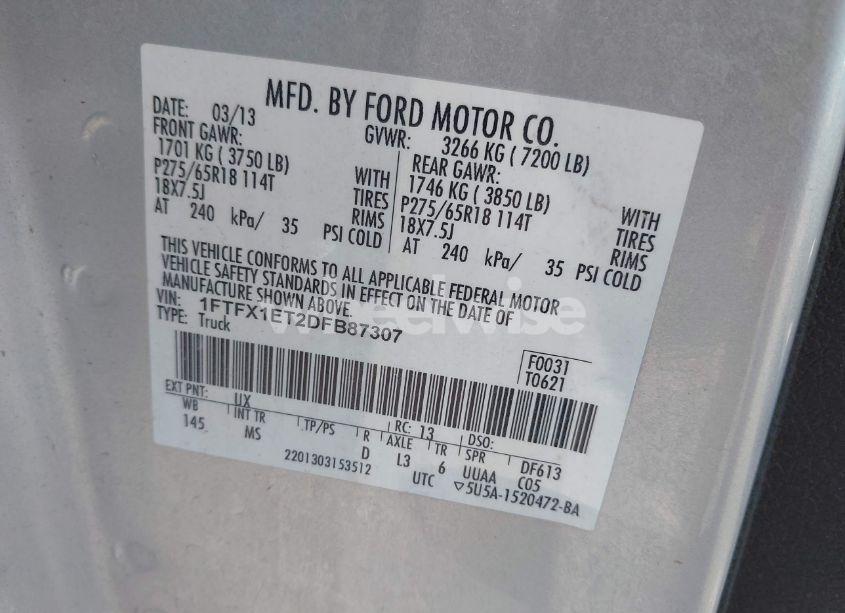 MFD. BY FORD MOTOR CO.
DATE: 03/13 GVWR: 3266 KG ( 7200 LB)
FRONT GAWR: REAR GAWR:
1701 KG ( 3750 LB) WITH 1746 KG ( 3850 LB) WITH
P275/65R18 114T TIRES P275/65R18 114T TIRES
18X7.5J RIMS 18X7.5J RIMS
AT 240 kPa/ 35 PSI COLD AT 240 kPa/ 35 PSI COLD
THIS VEHICLE CONFORMS TO ALL APPLICABLE FEDERAL MOTOR
VEHICLE SAFETY STANDARDS IN EFFECT ON THE DATE OF
MANUFACTURE SHOWN ABOVE.
VIN: 1FTFX1ET2DFB87307
TYPE: Truck
F0031
T0621
EXT PNT: UX RC: 13 DSO:
WB INT TR TP/PS R AXLE TR SPR DF613
145 MS D L3 6 UUAA C05
2201303153512 UTC ▽5U5A-1520472-BA
wheelwise